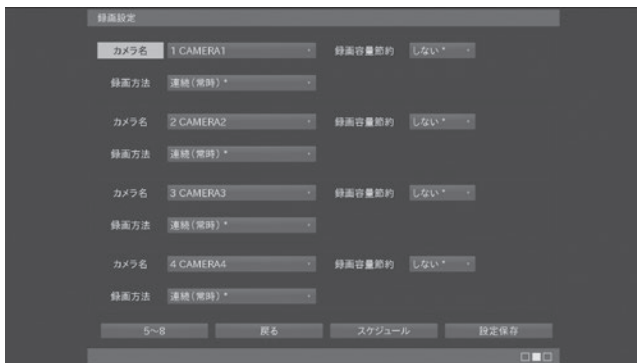 録画設定
カメラ名 1 CAMERA1 録画容量節約 しない *
録画方法 連続(常時) *
カメラ名 2 CAMERA2 録画容量節約 しない *
録画方法 連続(常時) *
カメラ名 3 CAMERA3 録画容量節約 しない *
録画方法 連続(常時) *
カメラ名 4 CAMERA4 録画容量節約 しない *
録画方法 連続(常時) *
5～8 戻る スケジュール 設定保存